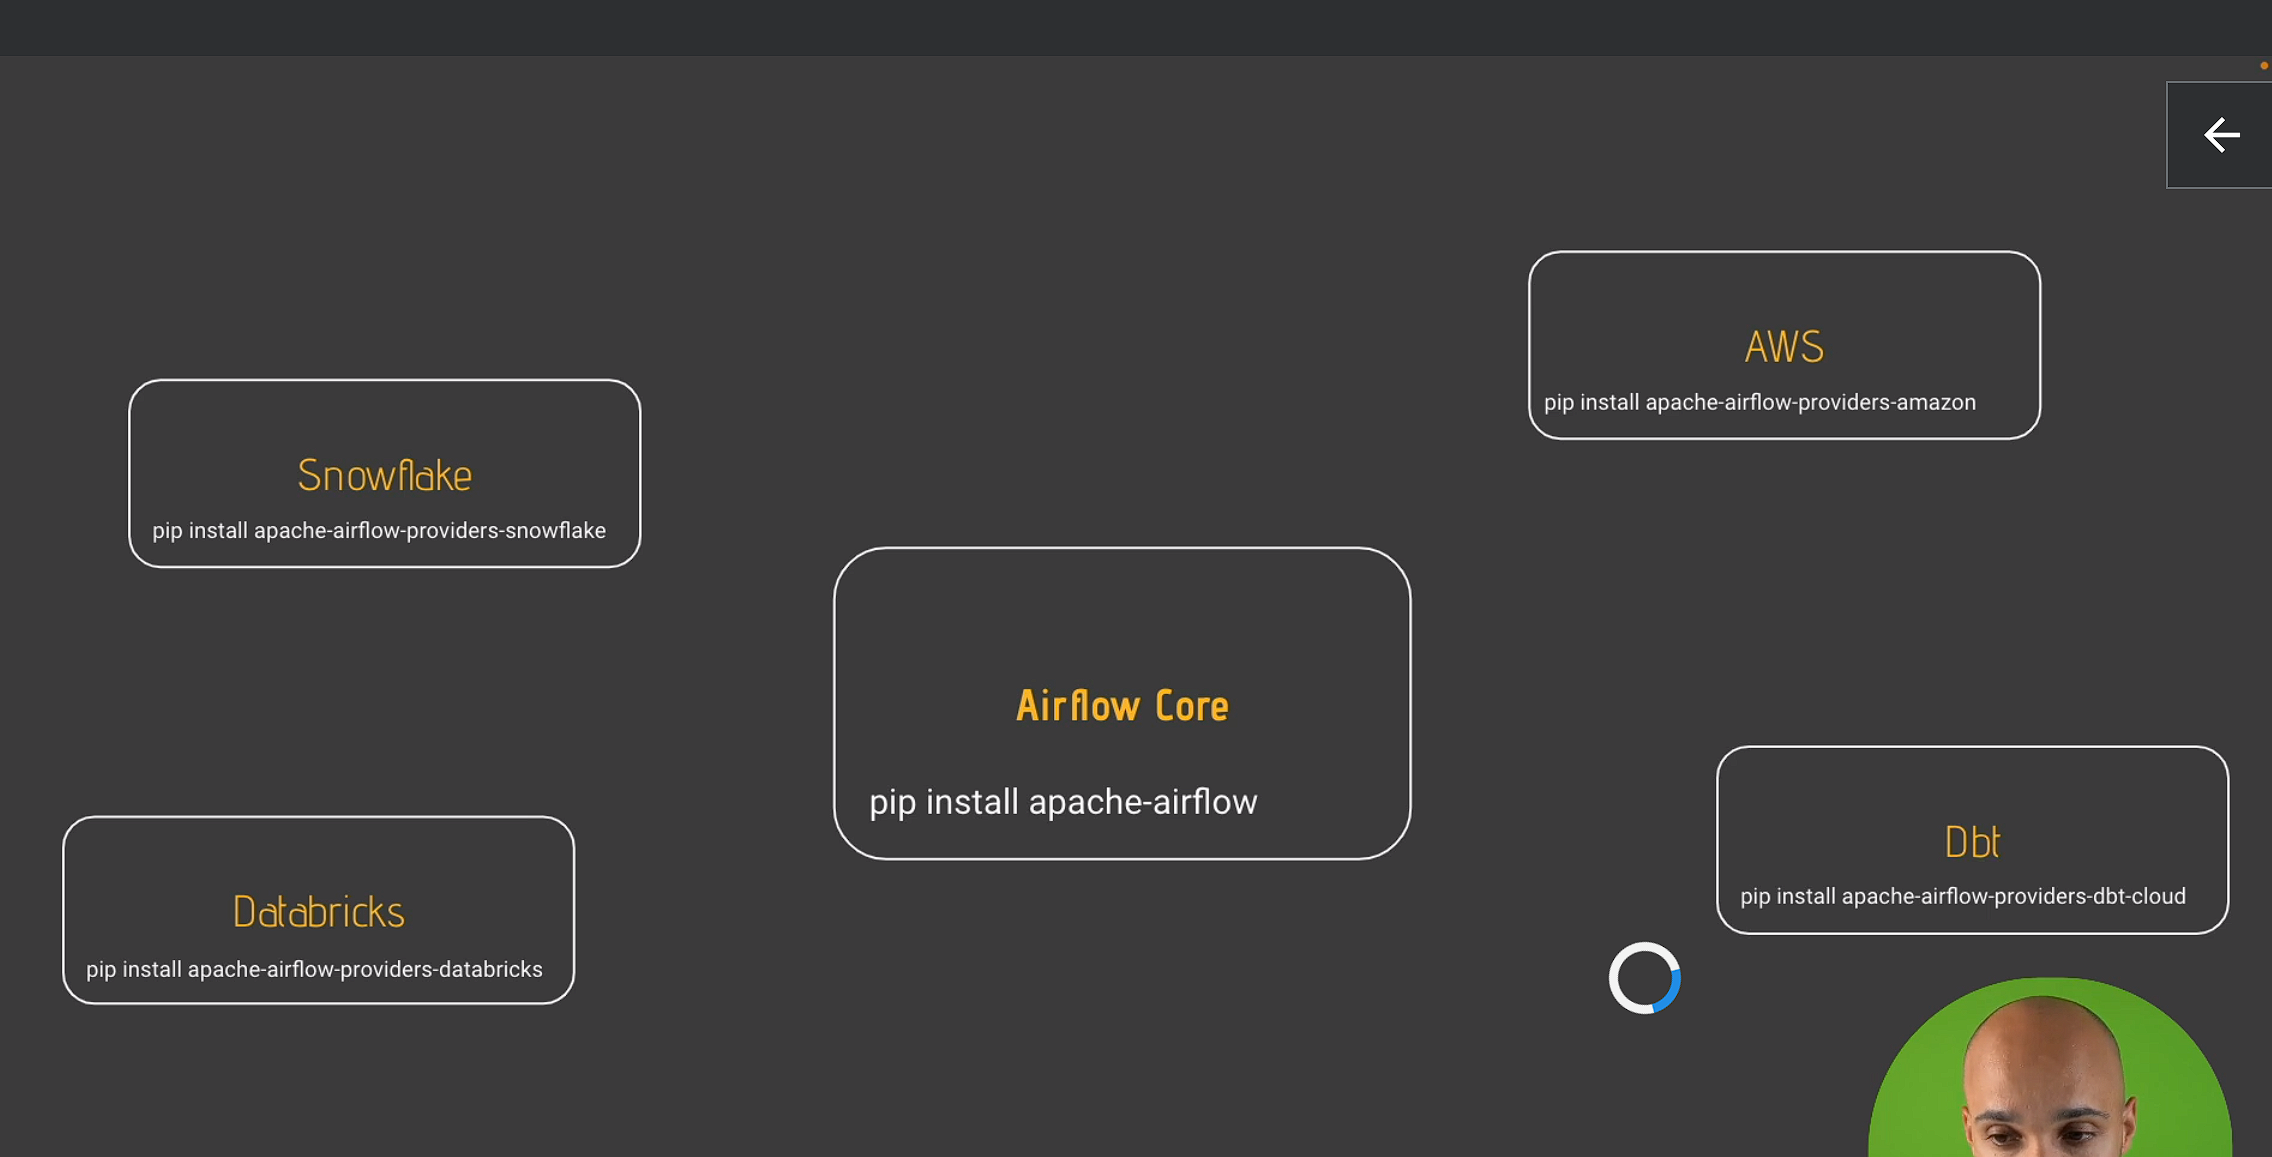 AWS
pip install apache-airflow-providers-amazon
Snowflake
pip install apache-airflow-providers-snowflake
Airflow Core
pip install apache-airflow
Dbt
pip install apache-airflow-providers-dbt-cloud
Databricks
pip install apache-airflow-providers-databricks